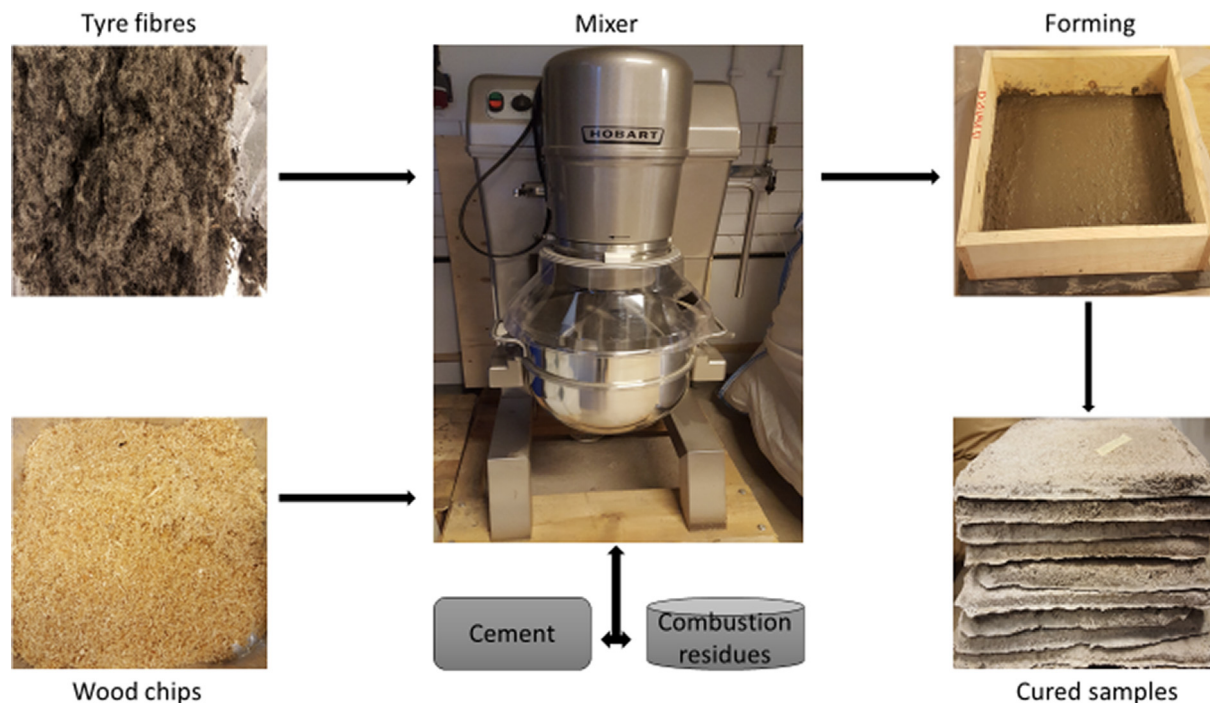 Tyre fibres
Mixer
Forming
HOBART
Cement
Combustion
residues
Wood chips
Cured samples